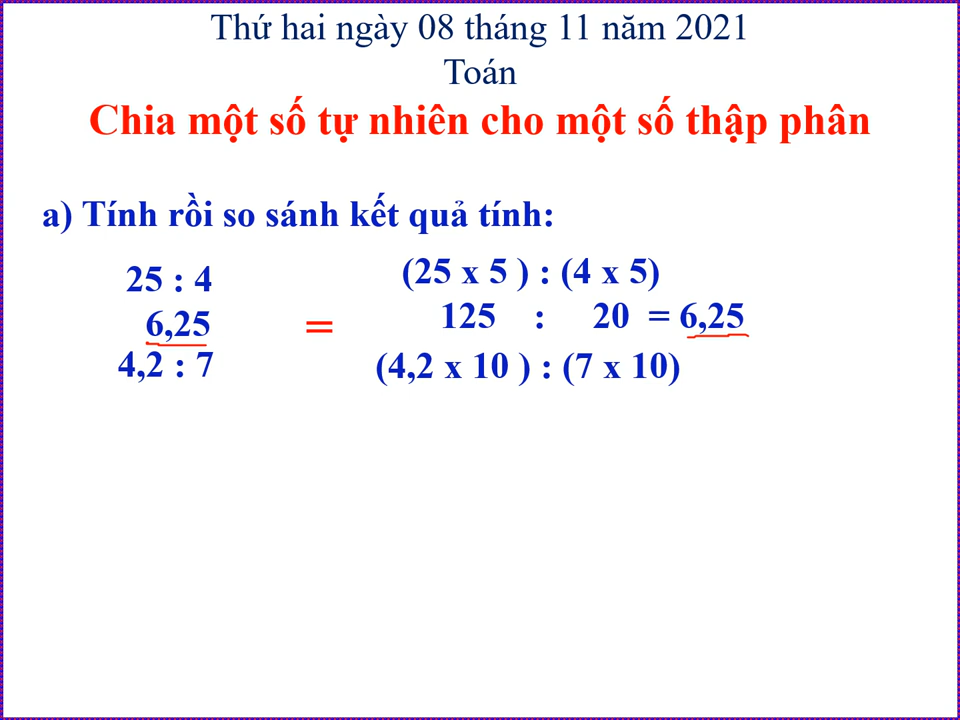 Thứ hai ngày 08 tháng 11 năm 2021
Toán
Chia một số tự nhiên cho một số thập phân
a) Tính rồi so sánh kết quả tính:
25 : 4 (25 x 5 ) : (4 x 5)
6,25 = 125 : 20 = 6,25
4,2 : 7 (4,2 x 10 ) : (7 x 10)